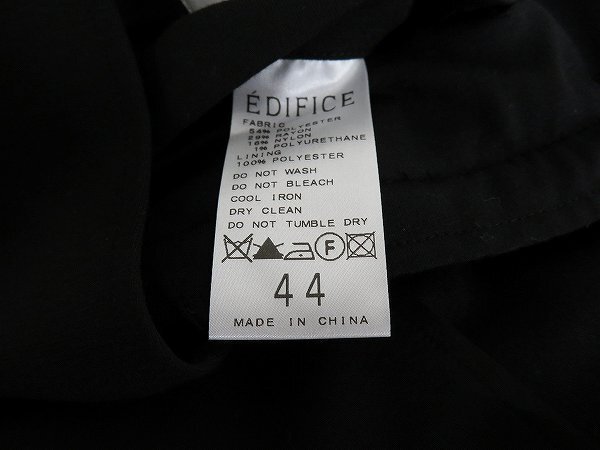 ÉDIFICE
FABRIC
54% POLYESTER
29% RAYON
16% NYLON
1% POLYURETHANE
LINING
100% POLYESTER
DO NOT WASH
DO NOT BLEACH
COOL IRON
DRY CLEAN
DO NOT TUMBLE DRY
F
44
MADE IN CHINA